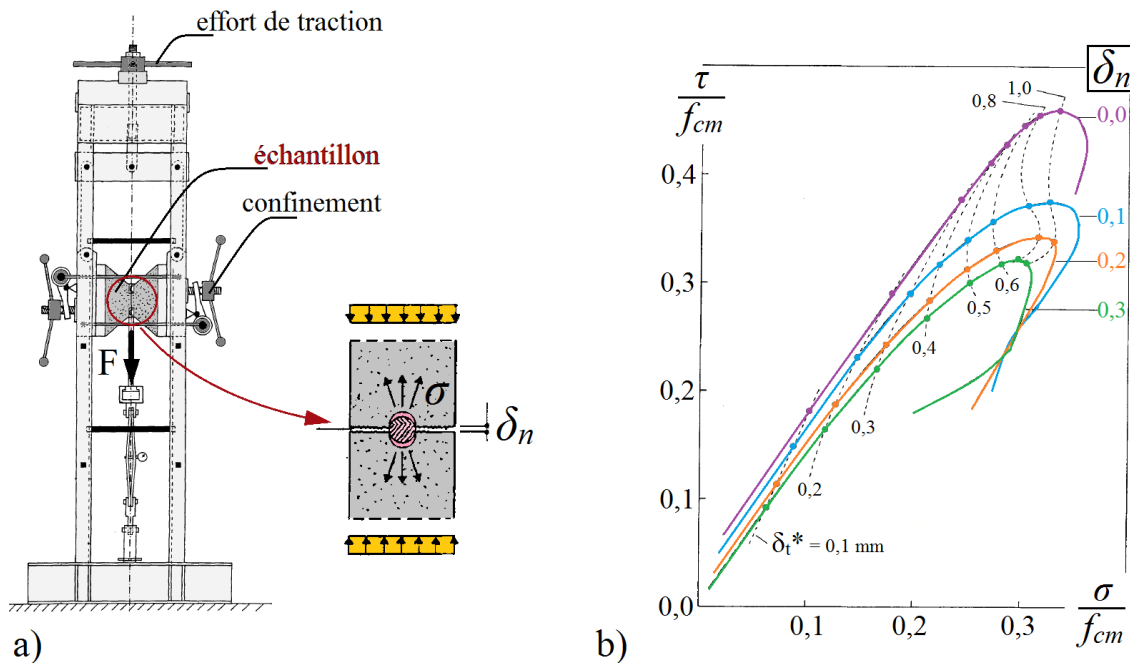 effort de traction
échantillon
confinement
F
σ
δn
a)
τ
fcm
δn
0,8
1,0
0,0
0,4
0,1
0,3
0,2
0,6
0,5
0,3
0,4
0,2
0,3
0,1
0,2
δt* = 0,1 mm
0,0
0,1
0,2
0,3
σ
fcm
b)